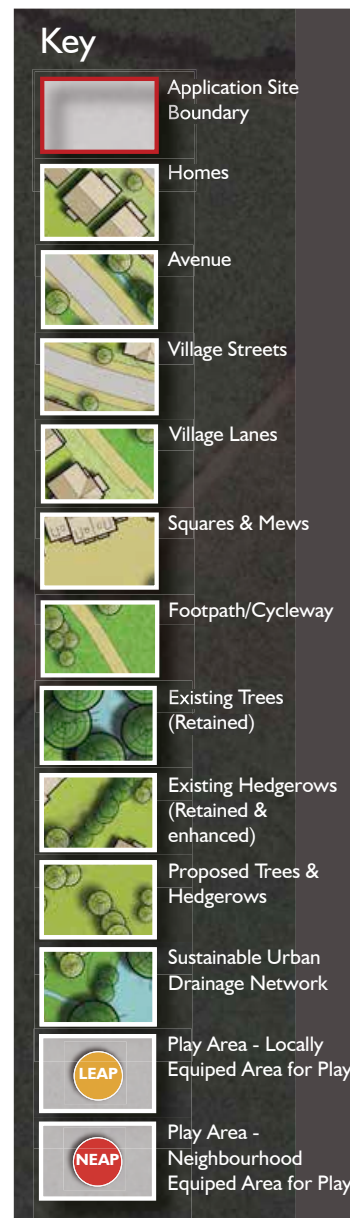 Key
Application Site
Boundary
Homes
Avenue
Village Streets
Village Lanes
Squares & Mews
Footpath/Cycleway
Existing Trees
(Retained)
Existing Hedgerows
(Retained &
enhanced)
Proposed Trees &
Hedgerows
Sustainable Urban
Drainage Network
LEAP
Play Area - Locally
Equiped Area for Play
NEAP
Play Area -
Neighbourhood
Equiped Area for Play